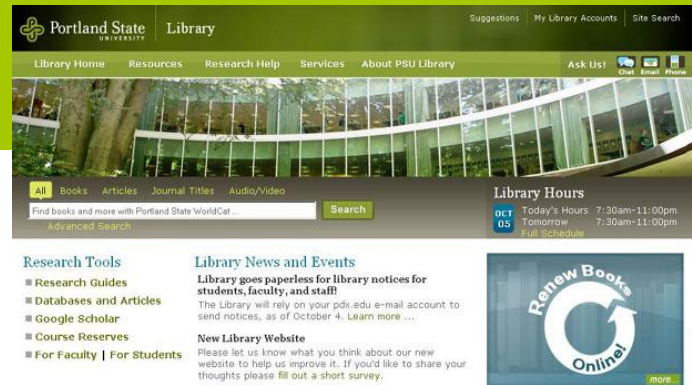 Suggestions My Library Accounts Site Search
Portland State Library
UNIVERSITY
Library Home Resources Research Help Services About PSU Library Ask Us!
Chat Email Phone
All Books Articles Journal Titles Audio/Video
Find books and more with Portland State WorldCat ... Search
Advanced Search
Library Hours
OCT 05
Today's Hours 7:30am-11:00pm
Tomorrow 7:30am-11:00pm
Full Schedule
Research Tools
Research Guides
Databases and Articles
Google Scholar
Course Reserves
For Faculty | For Students
Library News and Events
Library goes paperless for library notices for
students, faculty, and staff!
The Library will rely on your pdx.edu e-mail account to
send notices, as of October 4. Learn more ...
New Library Website
Please let us know what you think about our new
website to help us improve it. If you'd like to share your
thoughts please fill out a short survey.
Renew Books
Online!
more...